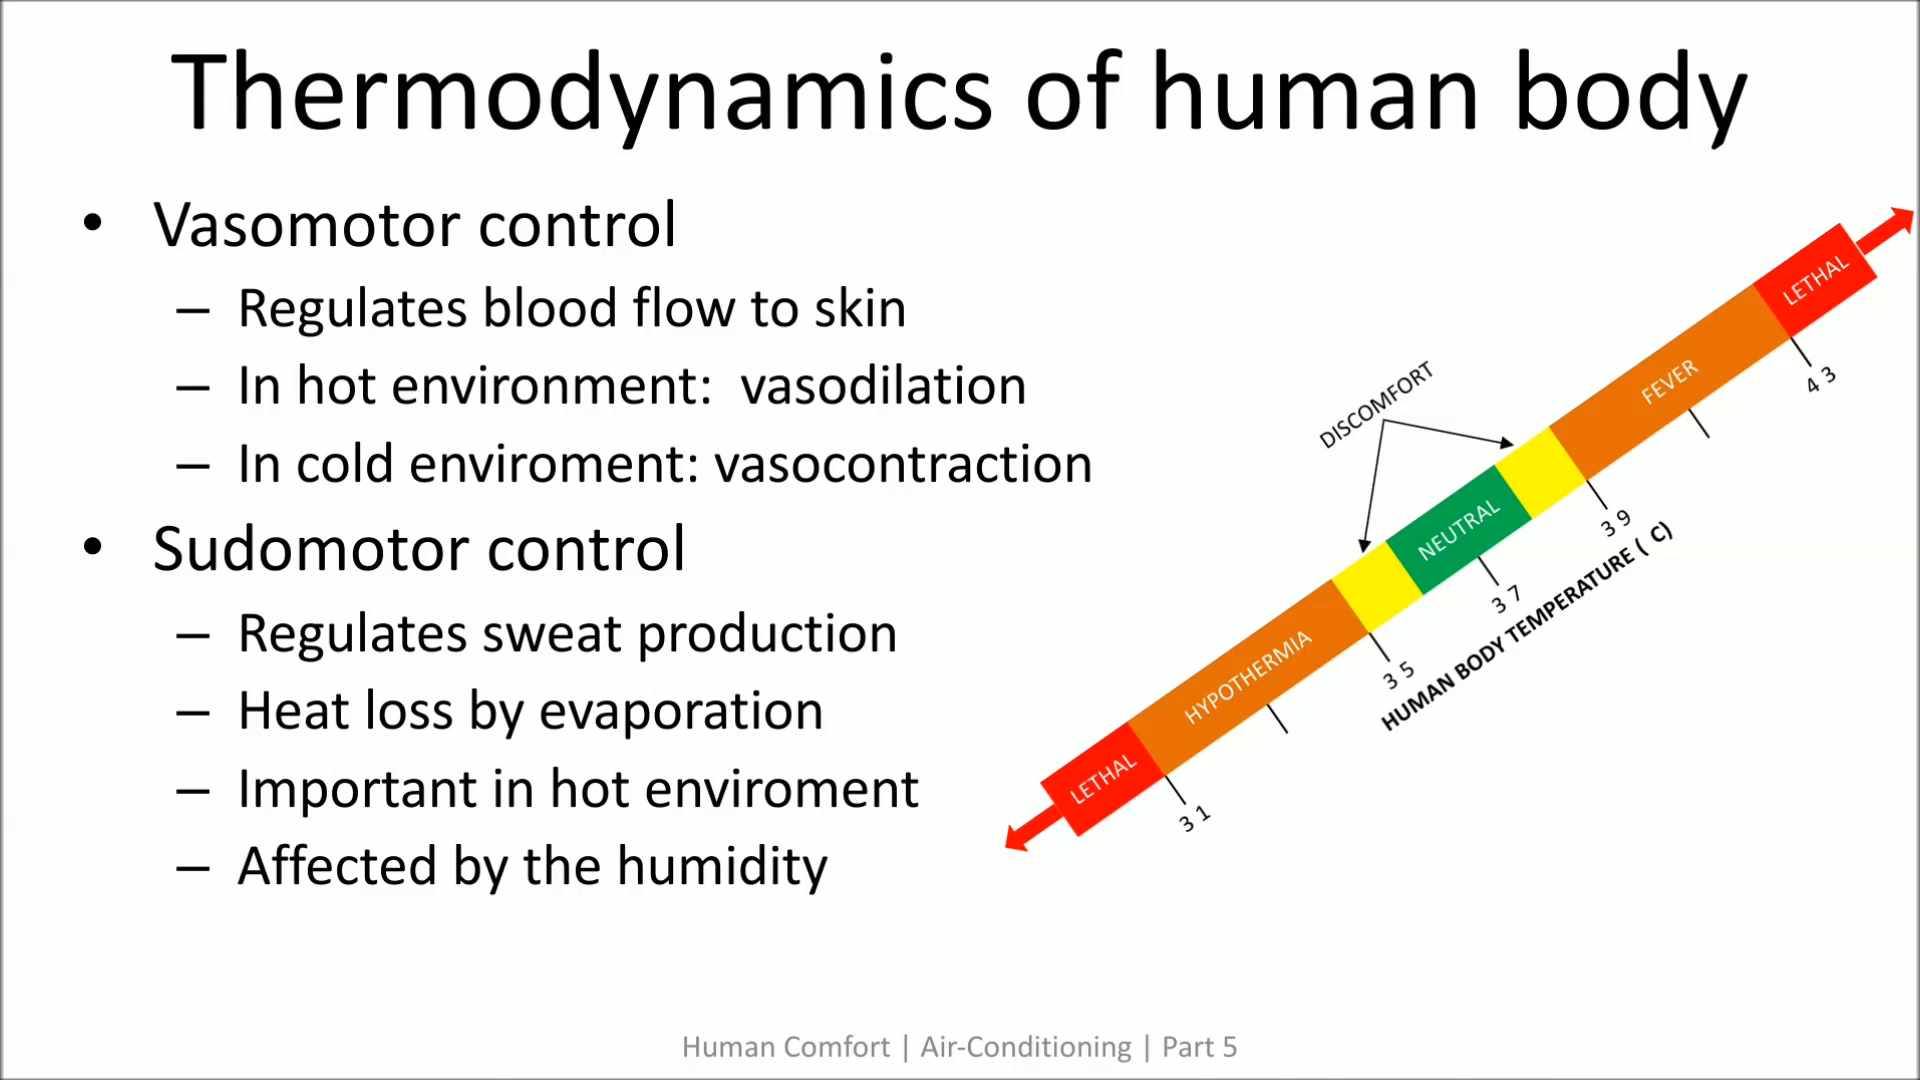 Thermodynamics of human body
• Vasomotor control
– Regulates blood flow to skin
– In hot environment: vasodilation
– In cold enviroment: vasocontraction
• Sudomotor control
– Regulates sweat production
– Heat loss by evaporation
– Important in hot enviroment
– Affected by the humidity
LETHAL
FEVER
DISCOMFORT
NEUTRAL
HYPOTHERMIA
LETHAL
43
39
37
35
31
HUMAN BODY TEMPERATURE ( C)
Human Comfort | Air-Conditioning | Part 5